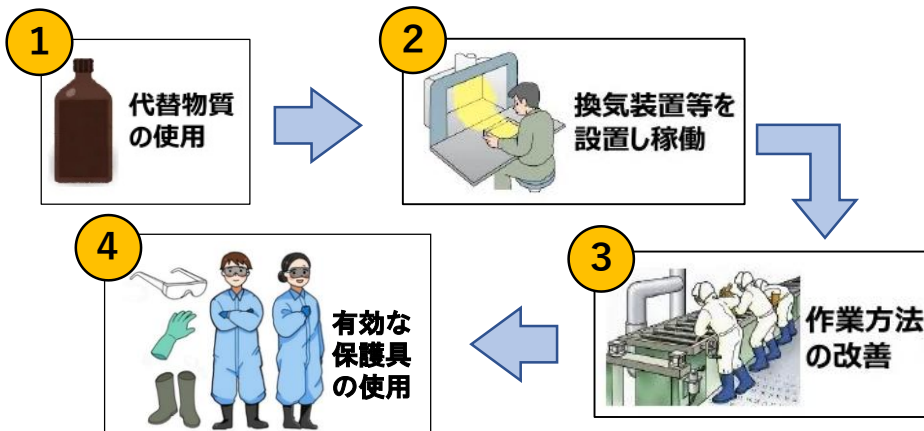 1
代替物質
の使用
2
換気装置等を
設置し稼働
3
作業方法
の改善
4
有効な
保護具
の使用